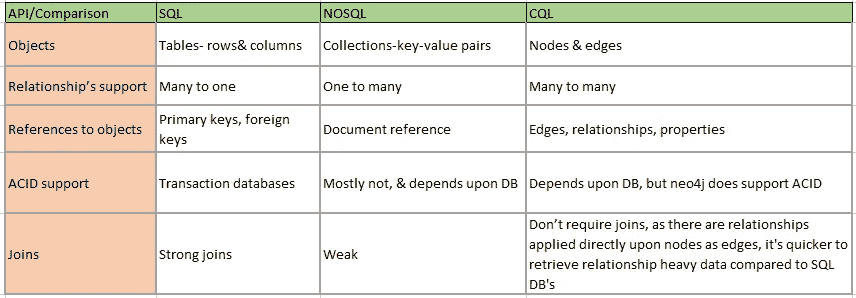 API/Comparison SQL NOSQL CQL
Objects Tables- rows& columns Collections-key-value pairs Nodes & edges
Relationship's support Many to one One to many Many to many
References to objects Primary keys, foreign keys Document reference Edges, relationships, properties
ACID support Transaction databases Mostly not, & depends upon DB Depends upon DB, but neo4j does support ACID
Joins Strong joins Weak Don't require joins, as there are relationships
applied directly upon nodes as edges, it's quicker to
retrieve relationship heavy data compared to SQL
DB's